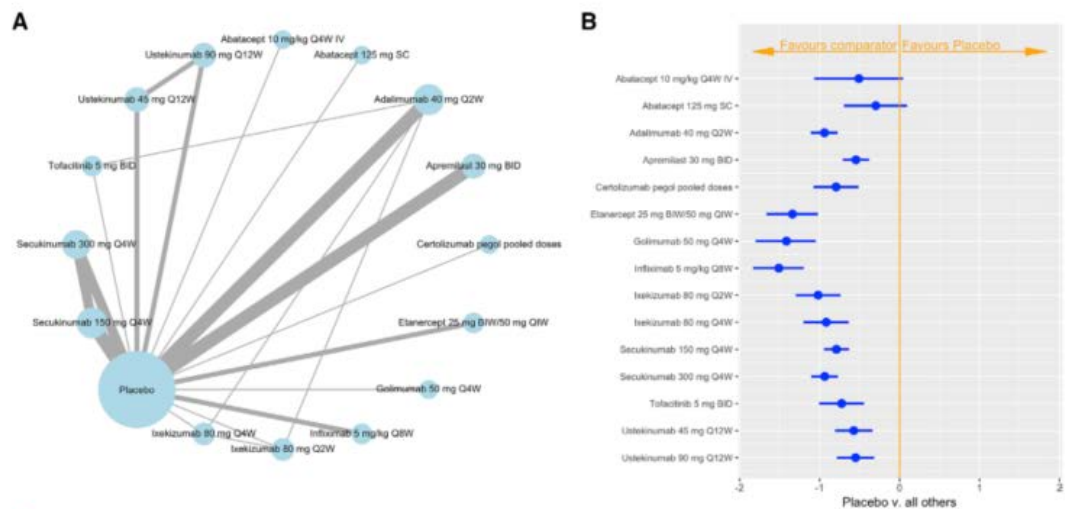 A
Abatacept 10 mg/kg Q4W IV
Ustekinumab 90 mg Q12W
Abatacept 125 mg SC
Ustekinumab 45 mg Q12W
Adalimumab 40 mg Q2W
Tofacitinib 5 mg BID
Apremilast 30 mg BID
Secukinumab 300 mg Q4W
Certolizumab pegol pooled doses
Secukinumab 150 mg Q4W
Etanercept 25 mg BIW/50 mg QIW
Placebo
Golimumab 50 mg Q4W
Ixekizumab 80 mg Q4W
Infliximab 5 mg/kg Q8W
Ixekizumab 80 mg Q2W
B
Favours comparator Favours Placebo
Abatacept 10 mg/kg Q4W IV
Abatacept 125 mg SC
Adalimumab 40 mg Q2W
Apremilast 30 mg BID
Certolizumab pegol pooled doses
Etanercept 25 mg BIW/50 mg QIW
Golimumab 50 mg Q4W
Infliximab 5 mg/kg Q8W
Ixekizumab 80 mg Q2W
Ixekizumab 80 mg Q4W
Secukinumab 150 mg Q4W
Secukinumab 300 mg Q4W
Tofacitinib 5 mg BID
Ustekinumab 45 mg Q12W
Ustekinumab 90 mg Q12W
-2 -1 0 1 2
Placebo v. all others